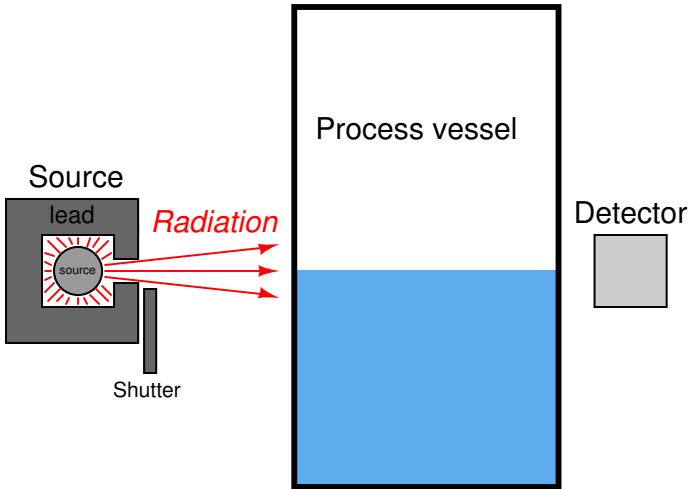 Process vessel
Source
lead
Radiation
Detector
source
Shutter